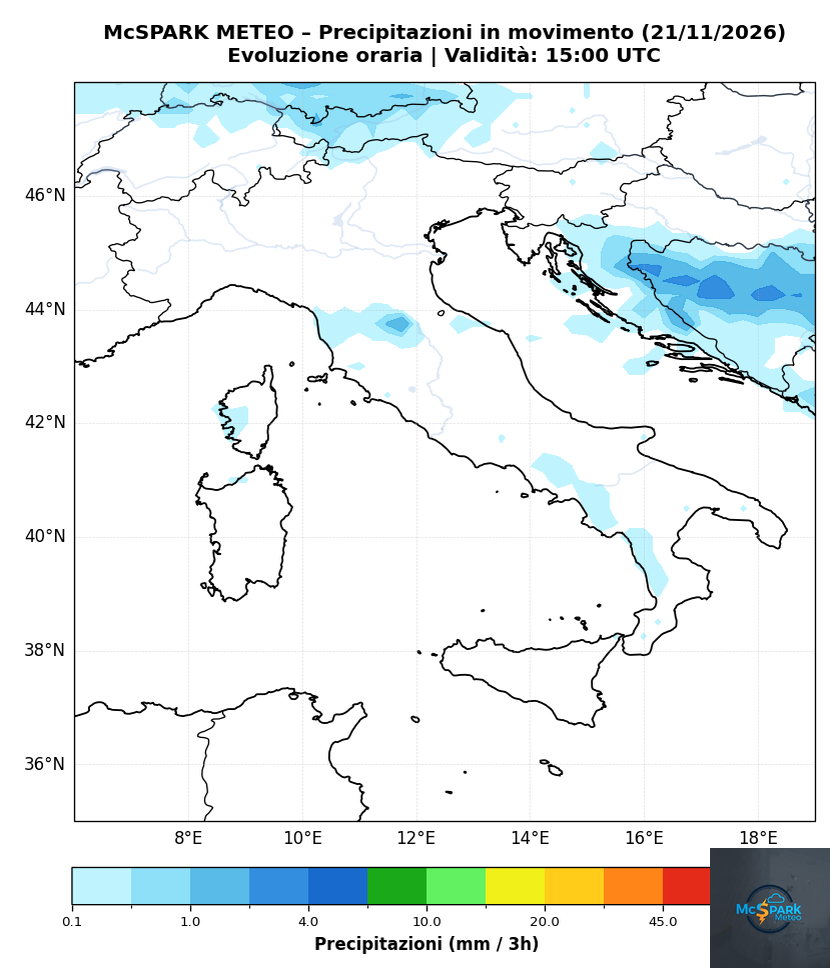 McSPARK METEO – Precipitazioni in movimento (21/11/2026)
Evoluzione oraria | Validità: 15:00 UTC
46°N
44°N
42°N
40°N
38°N
36°N
8°E 10°E 12°E 14°E 16°E 18°E
0.1 1.0 4.0 10.0 20.0 45.0
Precipitazioni (mm / 3h)
McSPARK
Meteo